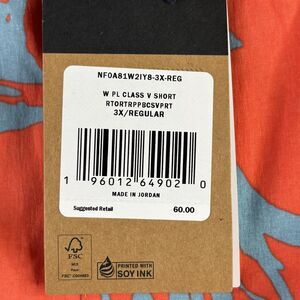 NF0A81W2IY8-3X-REG
W PL CLASS V SHORT
RTORTRPPBCSVPRT
3X/REGULAR
1 96012 64902 0
MADE IN JORDAN
Suggested Retail 60.00
FSC
PRINTED WITH
SOY INK